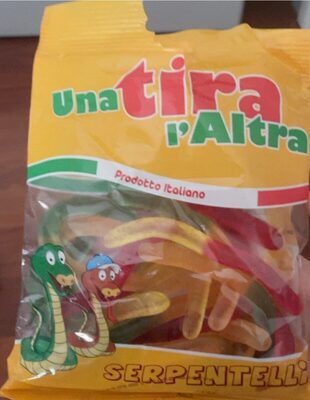 Una tira
l'Altra
Prodotto Italiano
SERPENTELLI